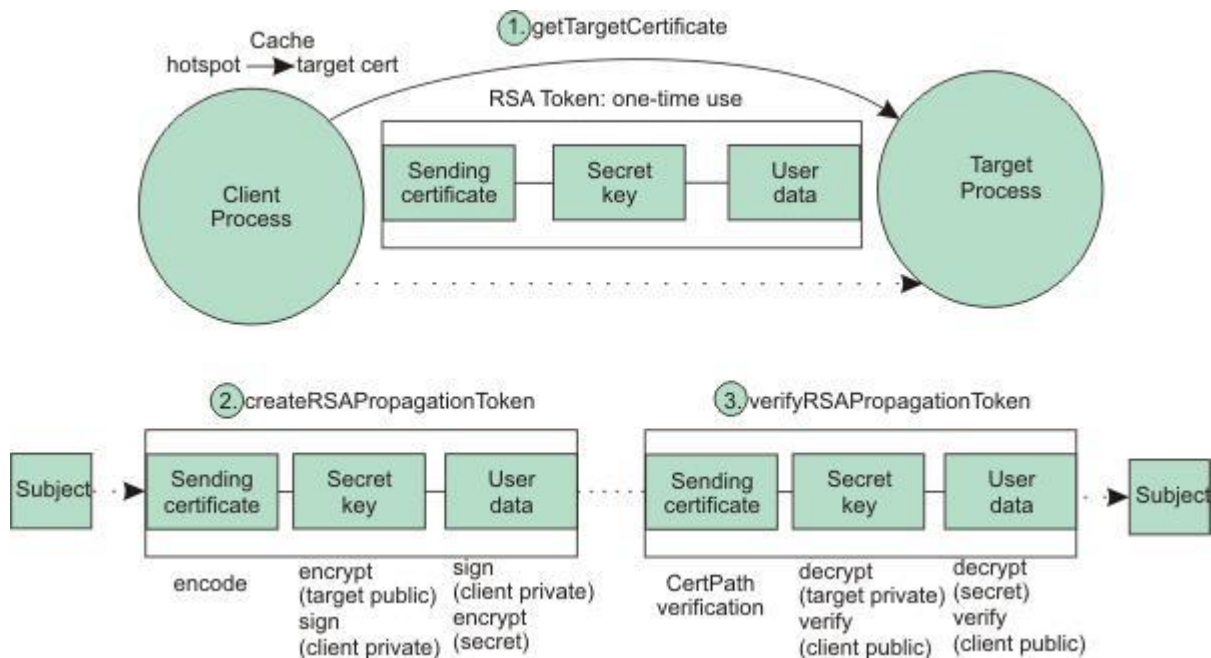 1. getTargetCertificate
Cache
hotspot target cert
RSA Token: one-time use
Client
Process
Sending
certificate
Secret
key
User
data
Target
Process
2. createRSAPropagationToken
Subject
Sending
certificate
Secret
key
User
data
encode
encrypt
(target public)
sign
(client private)
sign
(client private)
encrypt
(secret)
3. verifyRSAPropagationToken
Sending
certificate
Secret
key
User
data
Subject
CertPath
verification
decrypt
(target private)
verify
(client public)
decrypt
(secret)
verify
(client public)